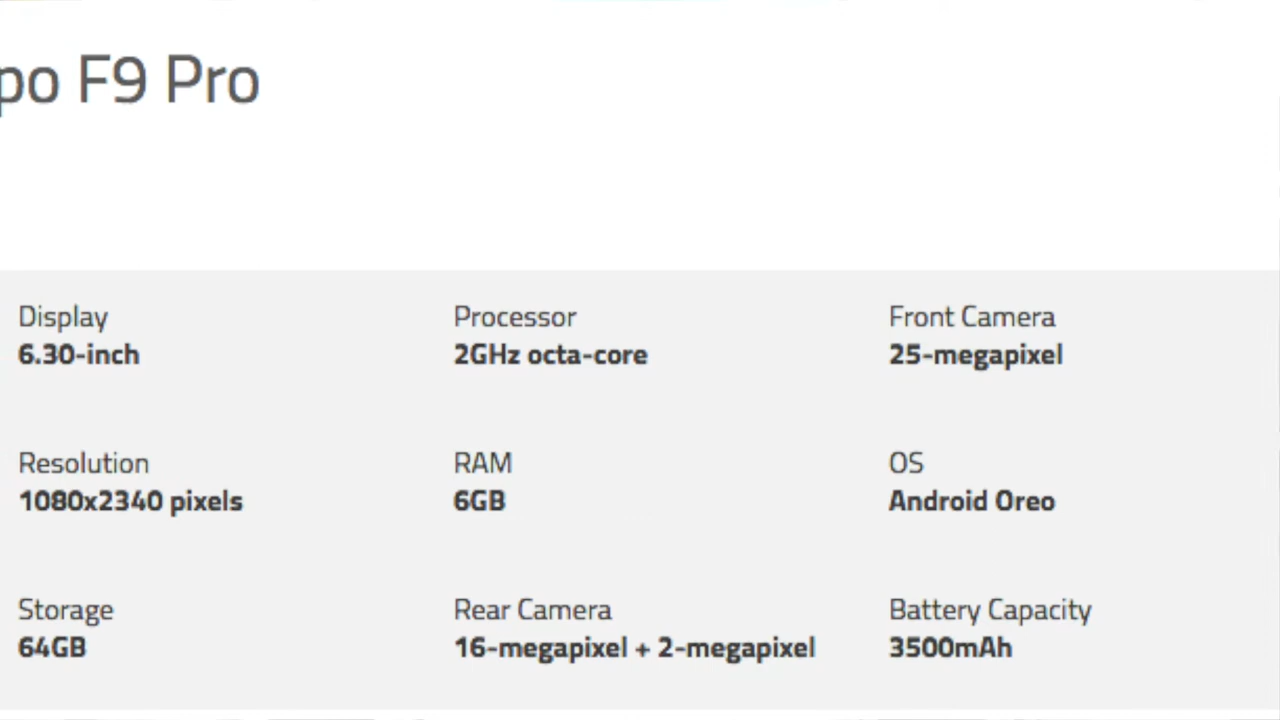 po F9 Pro
Display
6.30-inch
Processor
2GHz octa-core
Front Camera
25-megapixel
Resolution
1080x2340 pixels
RAM
6GB
OS
Android Oreo
Storage
64GB
Rear Camera
16-megapixel + 2-megapixel
Battery Capacity
3500mAh